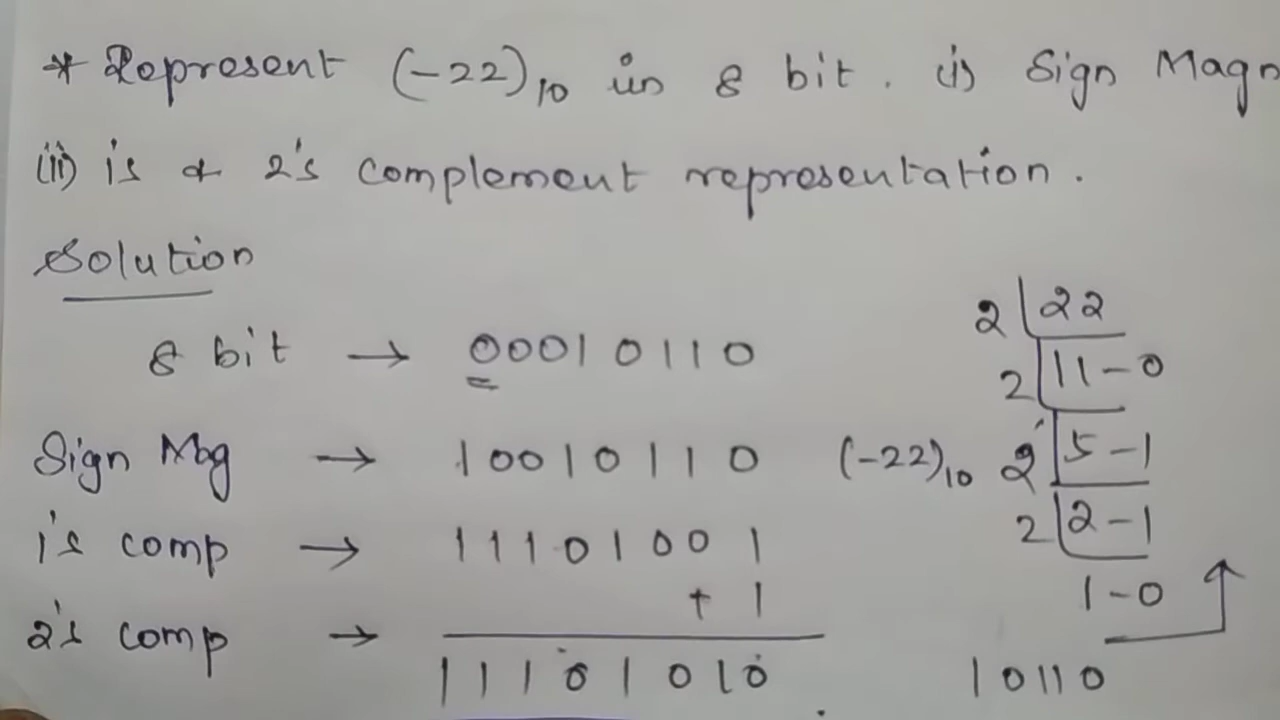 * Represent (-22)10 in 8 bit. (i) Sign Magn
(ii) 1's & 2's complement representation.
Solution
8 bit → 00010110
Sign Mag → 10010110 (-22)10
1's comp → 11101001
+ 1
2's comp → 11101010
2 | 22
2 | 11 - 0
2 | 5 - 1
2 | 2 - 1
1 - 0
10110